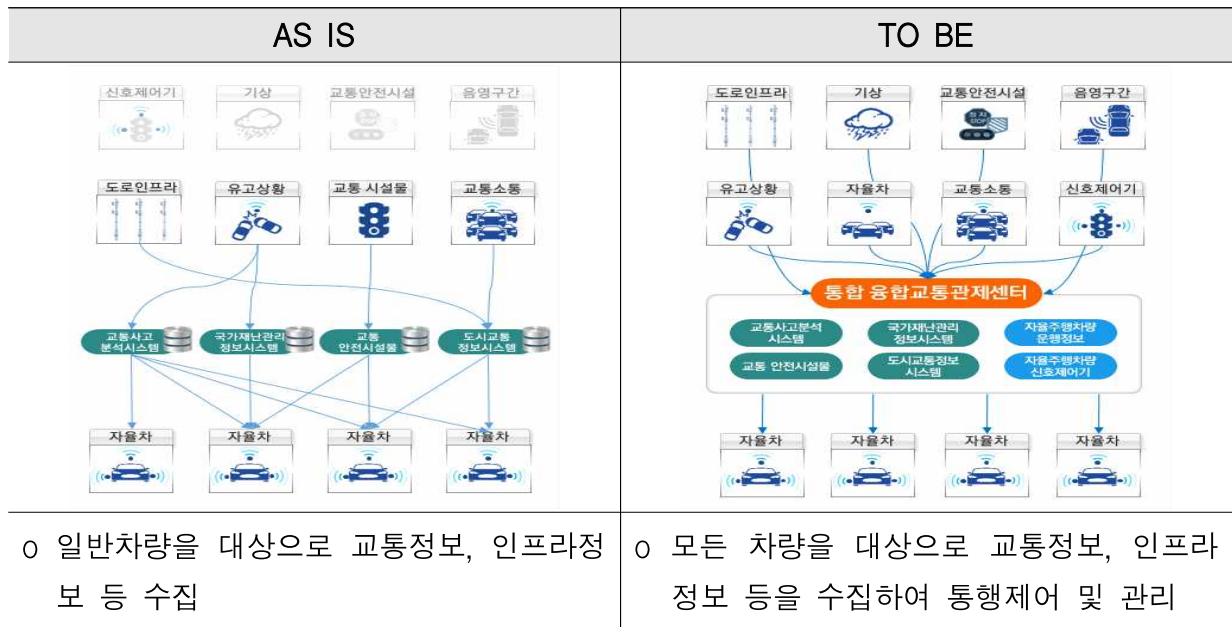 AS IS
신호제어기 기상 교통안전시설 음영구간
도로인프라 유고상황 교통 시설물 교통소통
교통사고 국가재난관리 교통 도시교통
분석시스템 정보시스템 안전시설물 정보시스템
자율차 자율차 자율차 자율차
o 일반차량을 대상으로 교통정보, 인프라정
보 등 수집
TO BE
도로인프라 기상 교통안전시설 음영구간
정지
STOP
유고상황 자율차 교통소통 신호제어기
통합 융합교통관제센터
교통사고분석 국가재난관리 자율주행차량
시스템 정보시스템 운행정보
교통 안전시설물 도시교통정보 자율주행차량
시스템 신호제어기
자율차 자율차 자율차 자율차
o 모든 차량을 대상으로 교통정보, 인프라
정보 등을 수집하여 통행제어 및 관리